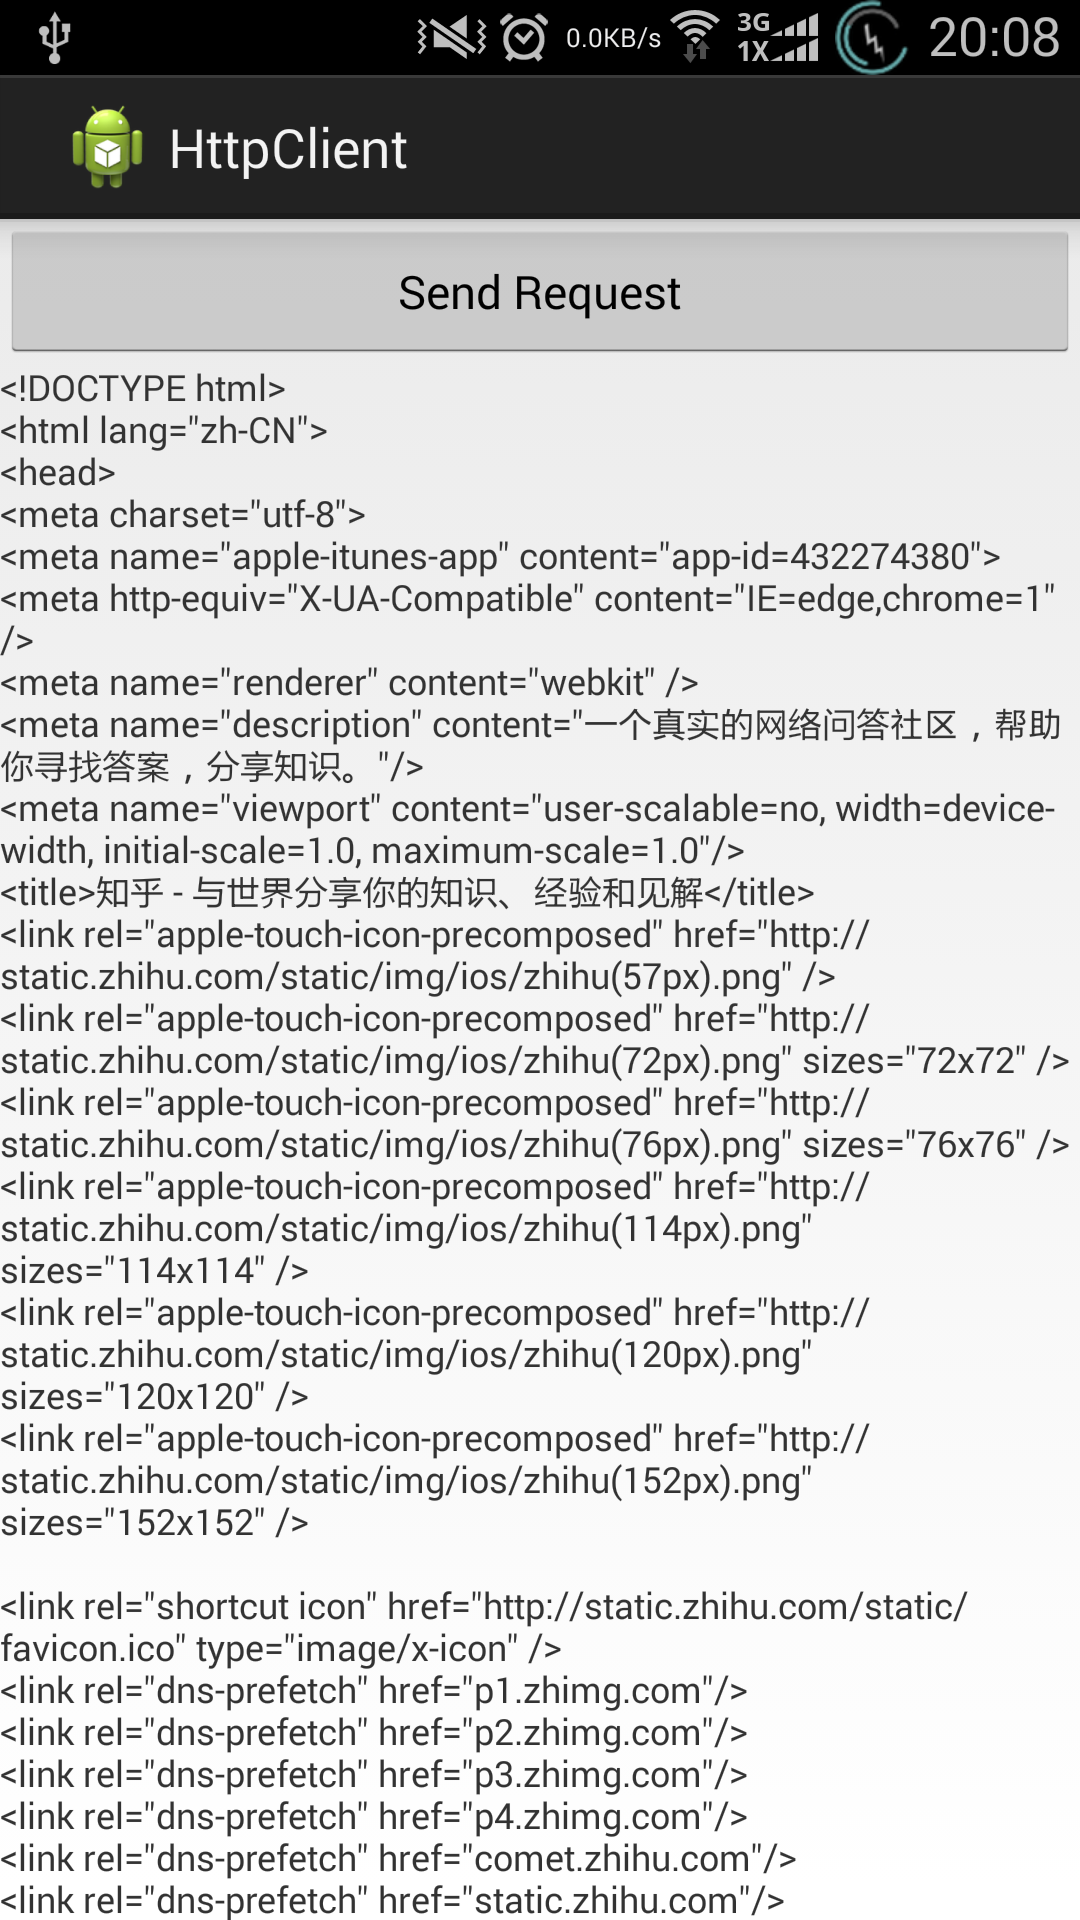 0.0KB/s 3G 1X 20:08
HttpClient
Send Request
<!DOCTYPE html>
<html lang="zh-CN">
<head>
<meta charset="utf-8">
<meta name="apple-itunes-app" content="app-id=432274380">
<meta http-equiv="X-UA-Compatible" content="IE=edge,chrome=1"
/>
<meta name="renderer" content="webkit" />
<meta name="description" content="一个真实的网络问答社区，帮助
你寻找答案，分享知识。"/>
<meta name="viewport" content="user-scalable=no, width=device-
width, initial-scale=1.0, maximum-scale=1.0"/>
<title>知乎 - 与世界分享你的知识、经验和见解</title>
<link rel="apple-touch-icon-precomposed" href="http://
static.zhihu.com/static/img/ios/zhihu(57px).png" />
<link rel="apple-touch-icon-precomposed" href="http://
static.zhihu.com/static/img/ios/zhihu(72px).png" sizes="72x72" />
<link rel="apple-touch-icon-precomposed" href="http://
static.zhihu.com/static/img/ios/zhihu(76px).png" sizes="76x76" />
<link rel="apple-touch-icon-precomposed" href="http://
static.zhihu.com/static/img/ios/zhihu(114px).png"
sizes="114x114" />
<link rel="apple-touch-icon-precomposed" href="http://
static.zhihu.com/static/img/ios/zhihu(120px).png"
sizes="120x120" />
<link rel="apple-touch-icon-precomposed" href="http://
static.zhihu.com/static/img/ios/zhihu(152px).png"
sizes="152x152" />
<link rel="shortcut icon" href="http://static.zhihu.com/static/
favicon.ico" type="image/x-icon" />
<link rel="dns-prefetch" href="p1.zhimg.com"/>
<link rel="dns-prefetch" href="p2.zhimg.com"/>
<link rel="dns-prefetch" href="p3.zhimg.com"/>
<link rel="dns-prefetch" href="p4.zhimg.com"/>
<link rel="dns-prefetch" href="comet.zhihu.com"/>
<link rel="dns-prefetch" href="static.zhihu.com"/>